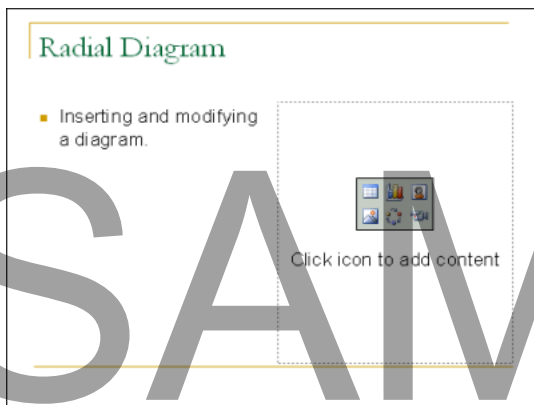 Radial Diagram
Inserting and modifying
a diagram.
Click icon to add content
SAM